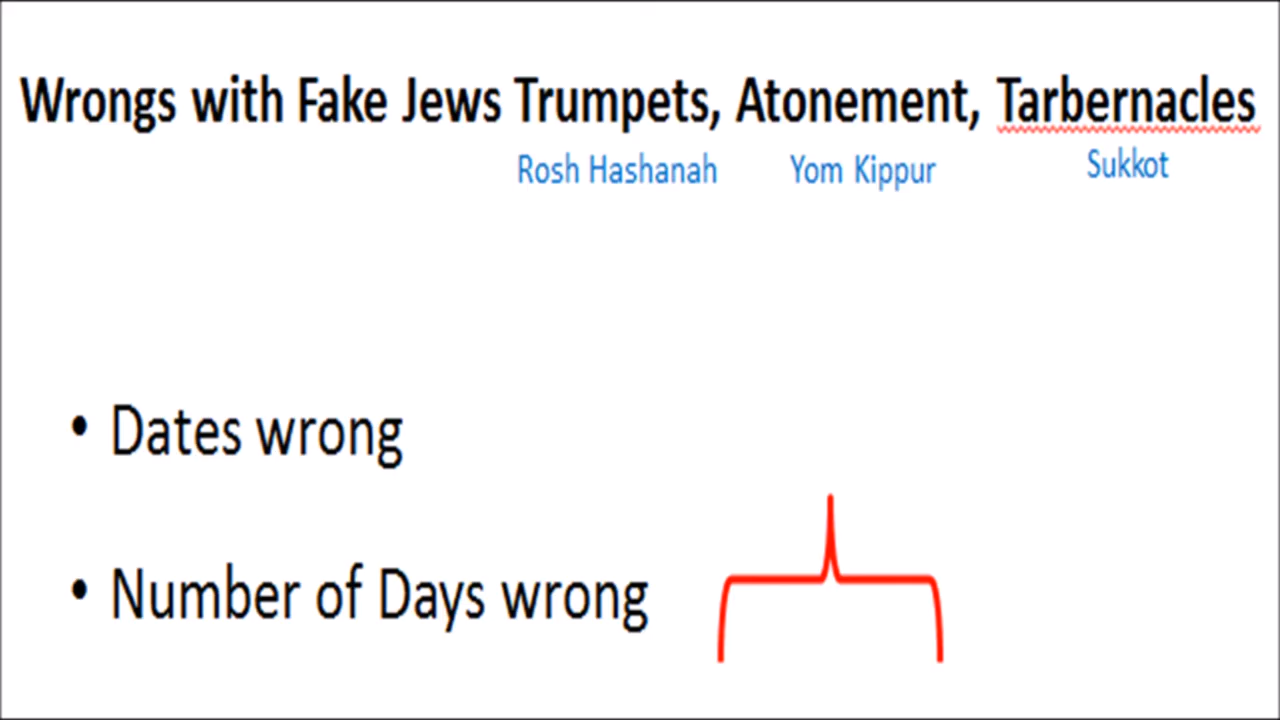 Wrongs with Fake Jews Trumpets, Atonement, Tarbernacles
Rosh Hashanah Yom Kippur Sukkot
• Dates wrong
• Number of Days wrong